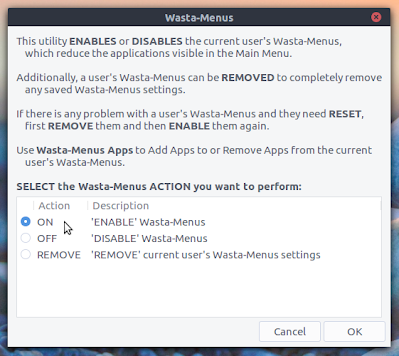 Wasta-Menus
This utility ENABLES or DISABLES the current user's Wasta-Menus,
which reduce the applications visible in the Main Menu.
Additionally, a user's Wasta-Menus can be REMOVED to completely remove
any saved Wasta-Menus settings.
If there is any problem with a user's Wasta-Menus and they need RESET,
first REMOVE them and then ENABLE them again.
Use Wasta-Menus Apps to Add Apps to or Remove Apps from the current
user's Wasta-Menus.
SELECT the Wasta-Menus ACTION you want to perform:
Action Description
ON 'ENABLE' Wasta-Menus
OFF 'DISABLE' Wasta-Menus
REMOVE 'REMOVE' current user's Wasta-Menus settings
Cancel OK